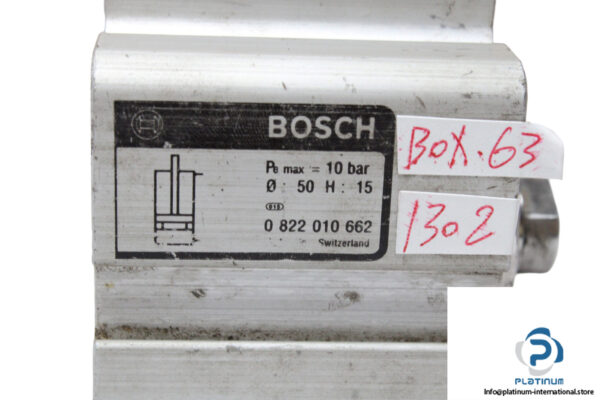 BOSCH
Pe max = 10 bar
Ø : 50 H : 15
0 822 010 662
Switzerland
BOX.63
1302
PLATINUM
https://platinum-international.store